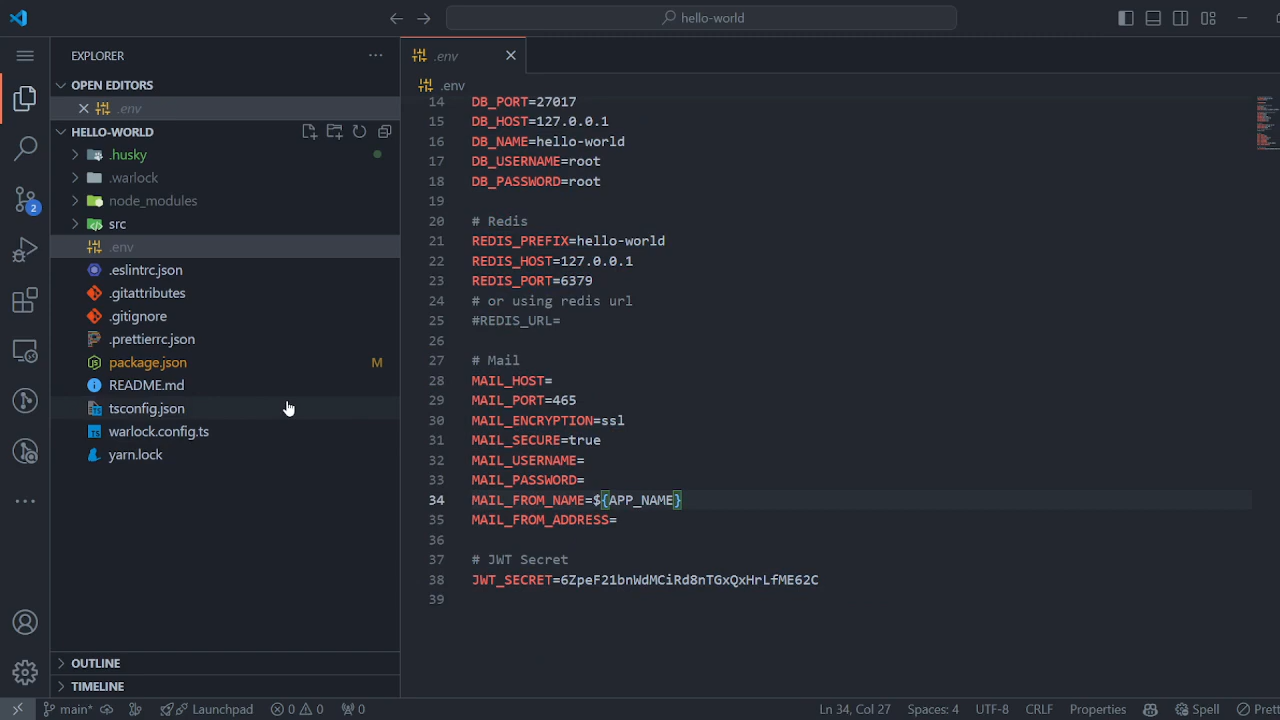 hello-world
EXPLORER
OPEN EDITORS
.env
HELLO-WORLD
.husky
.warlock
node_modules
src
.env
.eslintrc.json
.gitattributes
.gitignore
.prettierrc.json
package.json M
README.md
tsconfig.json
warlock.config.ts
yarn.lock
OUTLINE
TIMELINE
2
.env
.env
14 DB_PORT=27017
15 DB_HOST=127.0.0.1
16 DB_NAME=hello-world
17 DB_USERNAME=root
18 DB_PASSWORD=root
19
20 # Redis
21 REDIS_PREFIX=hello-world
22 REDIS_HOST=127.0.0.1
23 REDIS_PORT=6379
24 # or using redis url
25 #REDIS_URL=
26
27 # Mail
28 MAIL_HOST=
29 MAIL_PORT=465
30 MAIL_ENCRYPTION=ssl
31 MAIL_SECURE=true
32 MAIL_USERNAME=
33 MAIL_PASSWORD=
34 MAIL_FROM_NAME=${APP_NAME}
35 MAIL_FROM_ADDRESS=
36
37 # JWT Secret
38 JWT_SECRET=6ZpeF21bnWdMCiRd8nTGxQxHrLfME62C
39
main* Launchpad 0 0 0 Ln 34, Col 27 Spaces: 4 UTF-8 CRLF Properties Spell Prett